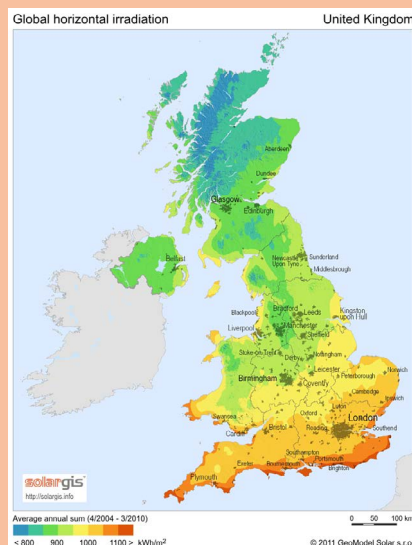 Global horizontal irradiation
United Kingdom
Aberdeen
Dundee
Glasgow
Edinburgh
Newcastle Upon Tyne
Sunderland
Belfast
Middlesbrough
Blackpool
Bradford
Leeds
Kingston upon Hull
Liverpool
Manchester
Sheffield
Stoke-on-Trent
Derby
Nottingham
Birmingham
Leicester
Peterborough
Norwich
Coventry
Cambridge
Ipswich
Swansea
Cardiff
Bristol
Oxford
Luton
London
Reading
Southend
Southampton
Portsmouth
Exeter
Bournemouth
Brighton
Plymouth
solargis
http://solargis.info
Average annual sum (4/2004 - 3/2010)
0 50 100 km
< 800 900 1000 1100 > kWh/m²
© 2011 GeoModel Solar s.r.o.